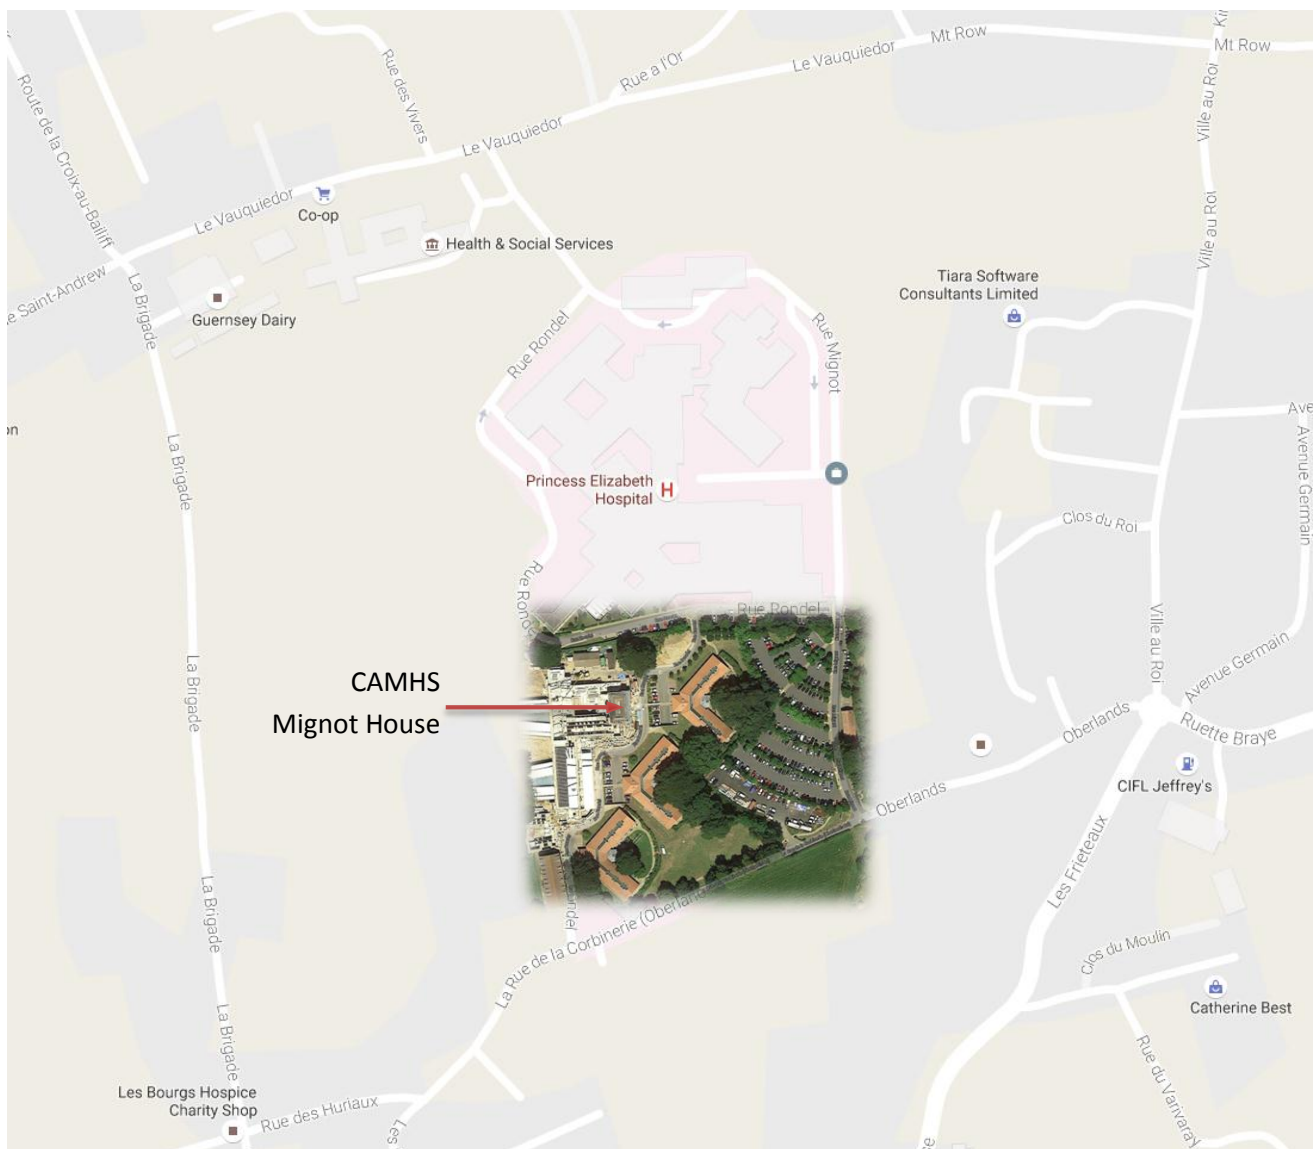 Mt Row
Mt Row
Ville au Roi
Le Vauquiedor
Rue a l'Or
Rue des Vivers
Le Vauquiedor
Route de la Croix-au-Bailiff
Le Vauquiedor
Co-op
Health & Social Services
Ville au Roi
Saint-Andrew
La Brigade
Guernsey Dairy
Tiara Software
Consultants Limited
Rue Rondel
Rue Mignot
Avenue Germain
on
La Brigade
Princess Elizabeth
Hospital
H
Clos du Roi
Rue Rondel
Ville au Roi
La Brigade
CAMHS
Mignot House
Avenue Germain
Oberlands
Ruette Braye
CIFL Jeffrey's
Oberlands
Les Frieteaux
La Brigade
La Rue de la Corbinerie (Oberland
Clos du Moulin
Catherine Best
La Brigade
Rue du Varivaray
Les Bourgs Hospice
Charity Shop
Rue des Huriaux
Les